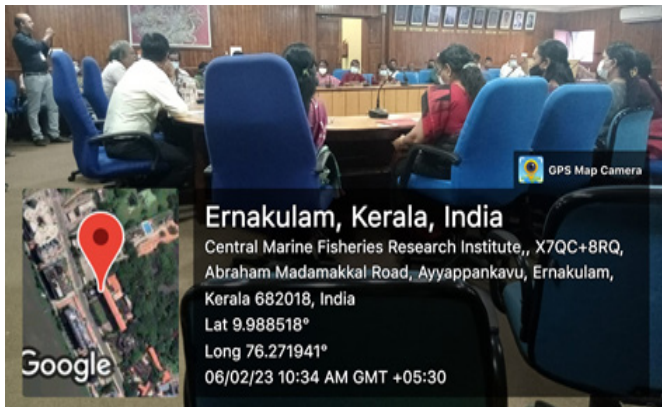 GPS Map Camera
Ernakulam, Kerala, India
Central Marine Fisheries Research Institute,, X7QC+8RQ,
Abraham Madamakkal Road, Ayyappankavu, Ernakulam,
Kerala 682018, India
Lat 9.988518°
Long 76.271941°
06/02/23 10:34 AM GMT +05:30
Google